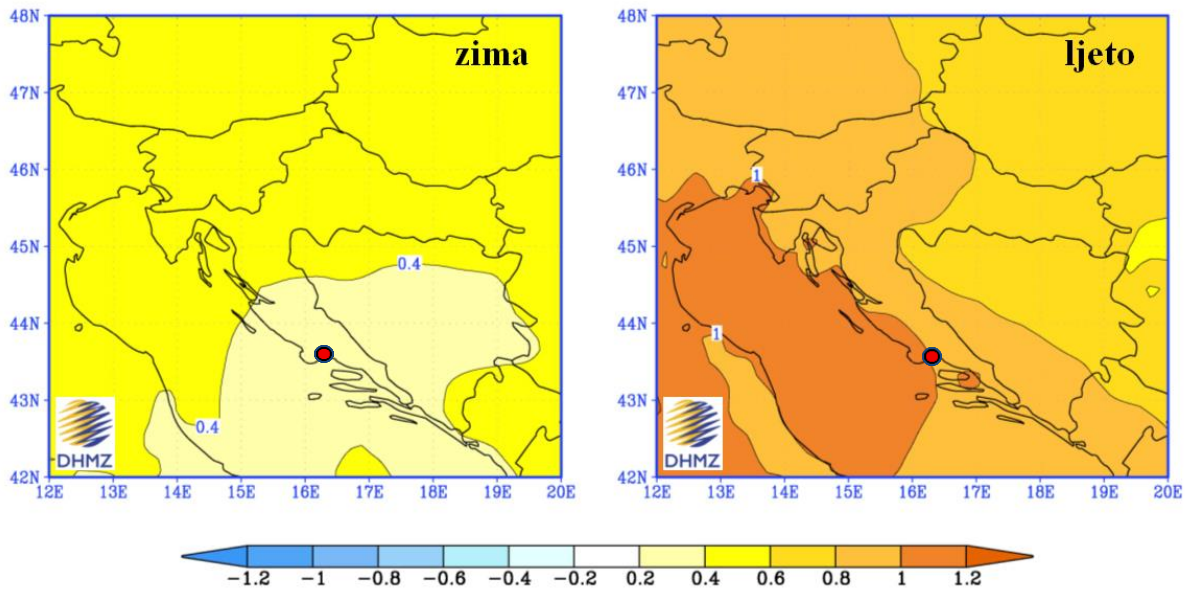 zima
48N
47N
46N
45N
44N
43N
42N
0.4
0.4
DHMZ
12E 13E 14E 15E 16E 17E 18E 19E 20E
ljeto
48N
47N
46N
45N
44N
43N
42N
1
1
DHMZ
12E 13E 14E 15E 16E 17E 18E 19E 20E
-1.2 -1 -0.8 -0.6 -0.4 -0.2 0.2 0.4 0.6 0.8 1 1.2